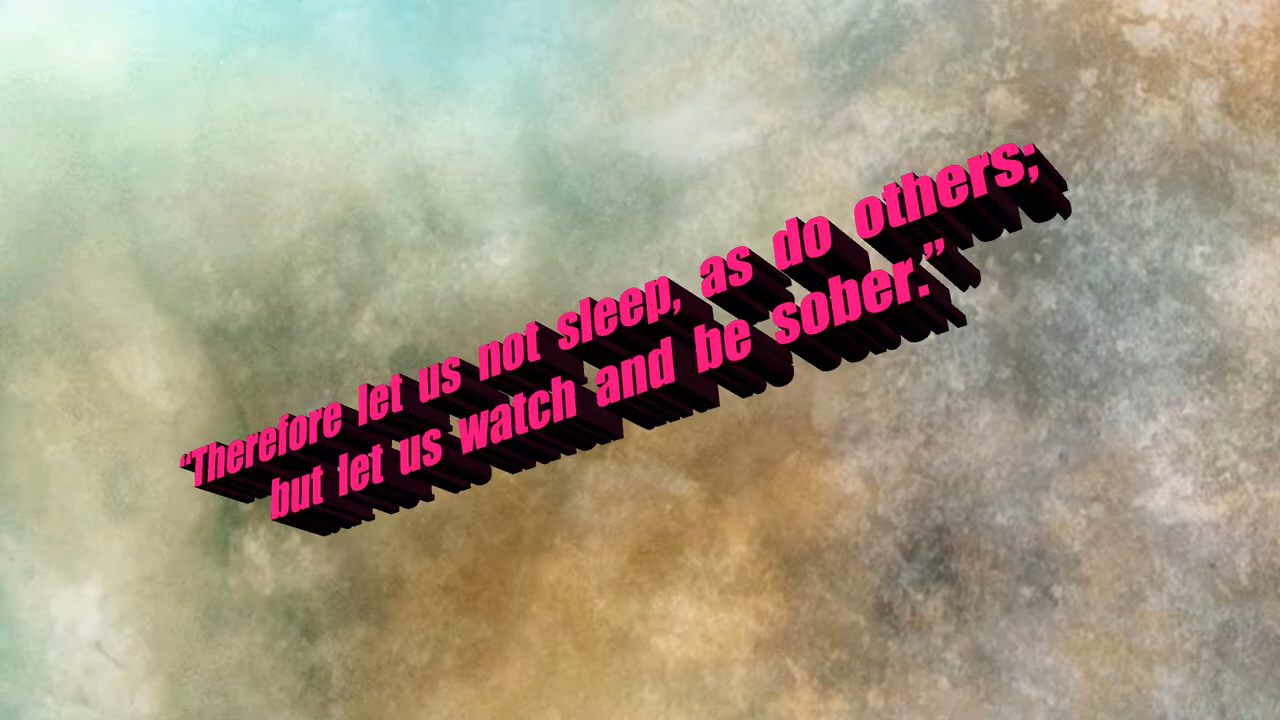 “Therefore let us not sleep, as do others;
but let us watch and be sober.”